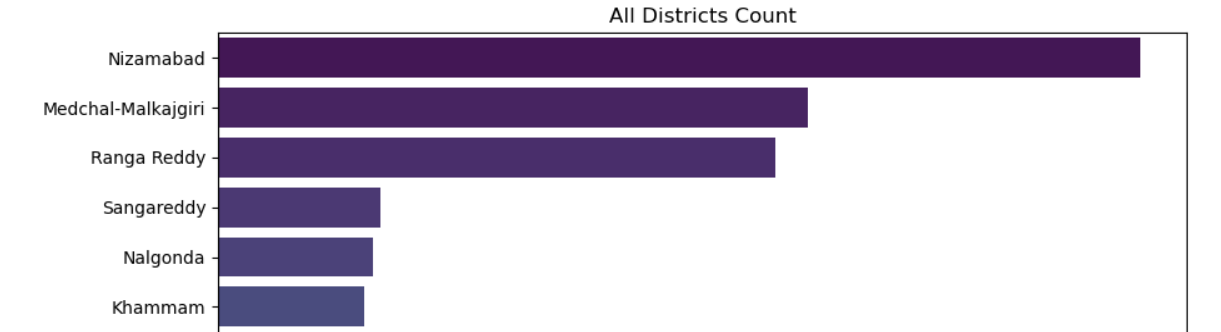 All Districts Count
Nizamabad
Medchal-Malkajgiri
Ranga Reddy
Sangareddy
Nalgonda
Khammam